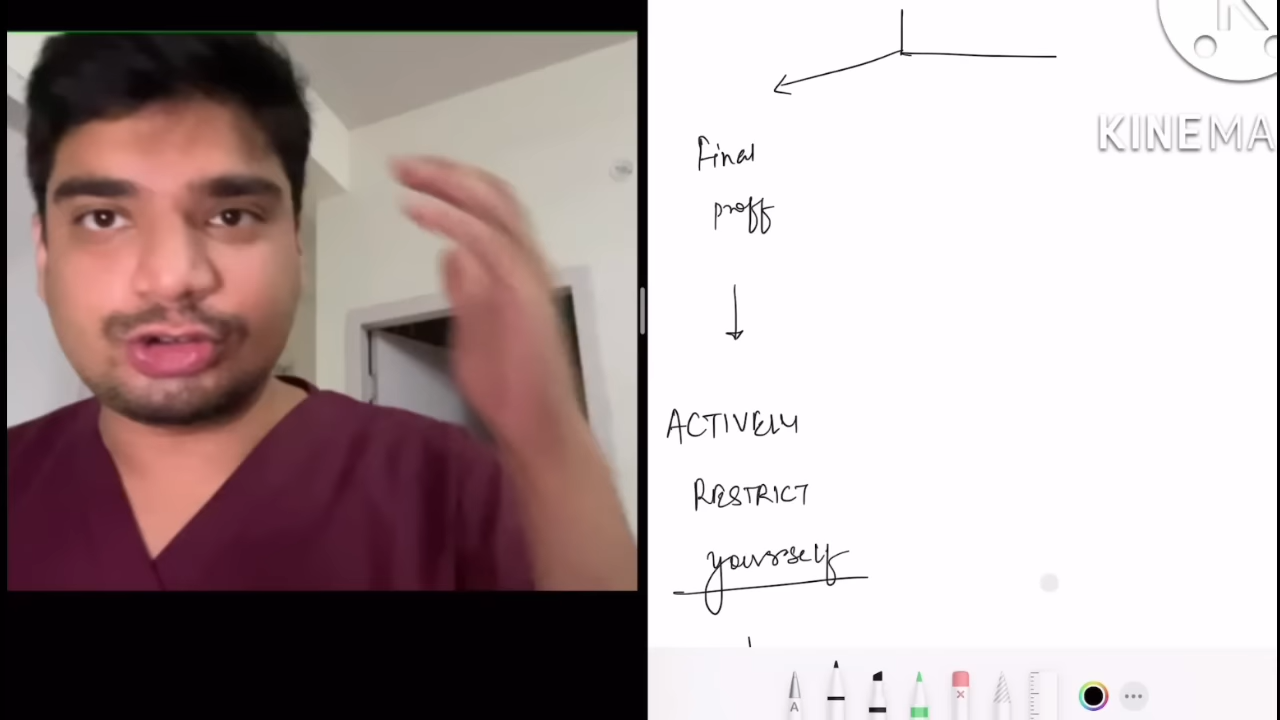 KINEMA
Final
proff
ACTIVELY
RESTRICT
yourself
A